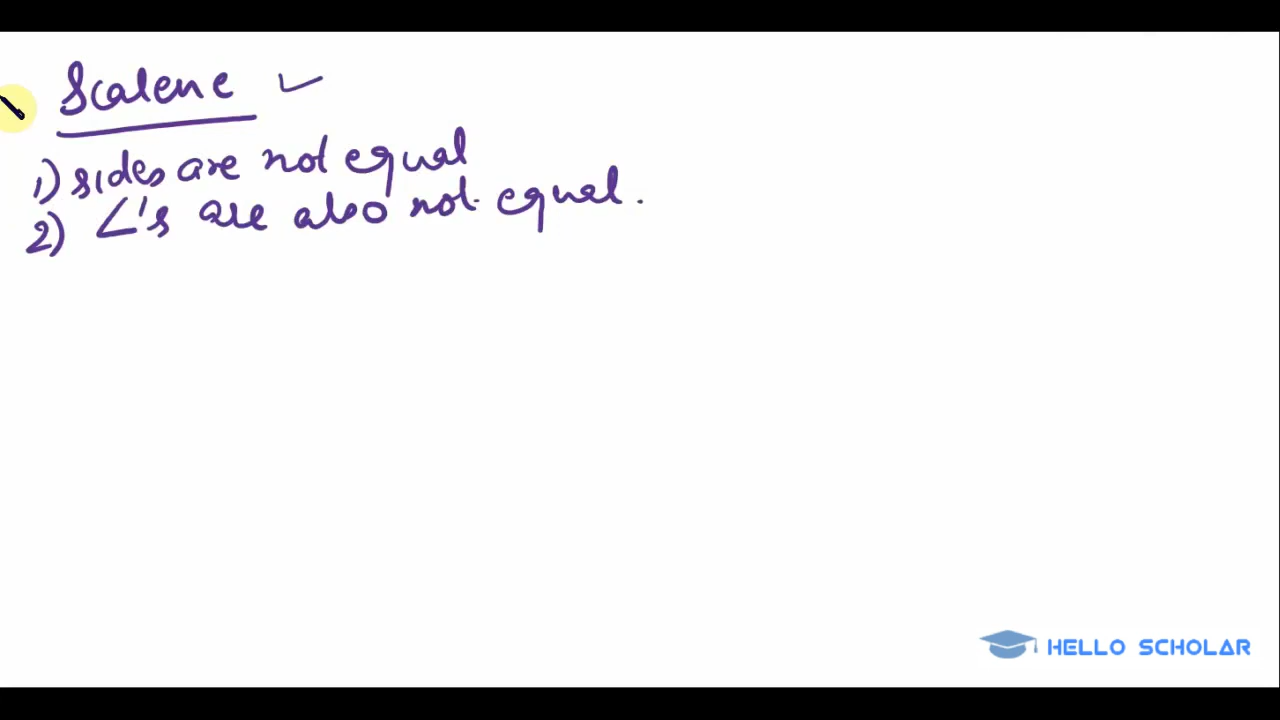 Scalene ✓
1) sides are not equal
2) ∠'s are also not equal.
HELLO SCHOLAR